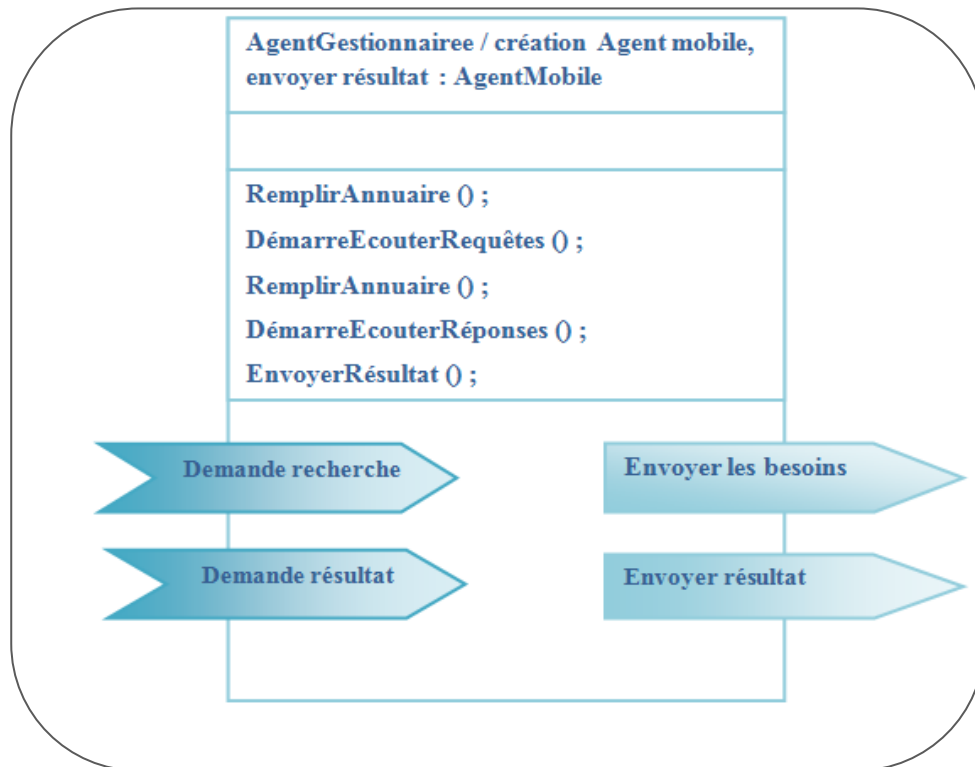 AgentGestionnairee / création Agent mobile,
envoyer résultat : AgentMobile
RemplirAnnuaire () ;
DémarreEcouterRequêtes () ;
RemplirAnnuaire () ;
DémarreEcouterRéponses () ;
EnvoyerRésultat () ;
Demande recherche
Envoyer les besoins
Demande résultat
Envoyer résultat